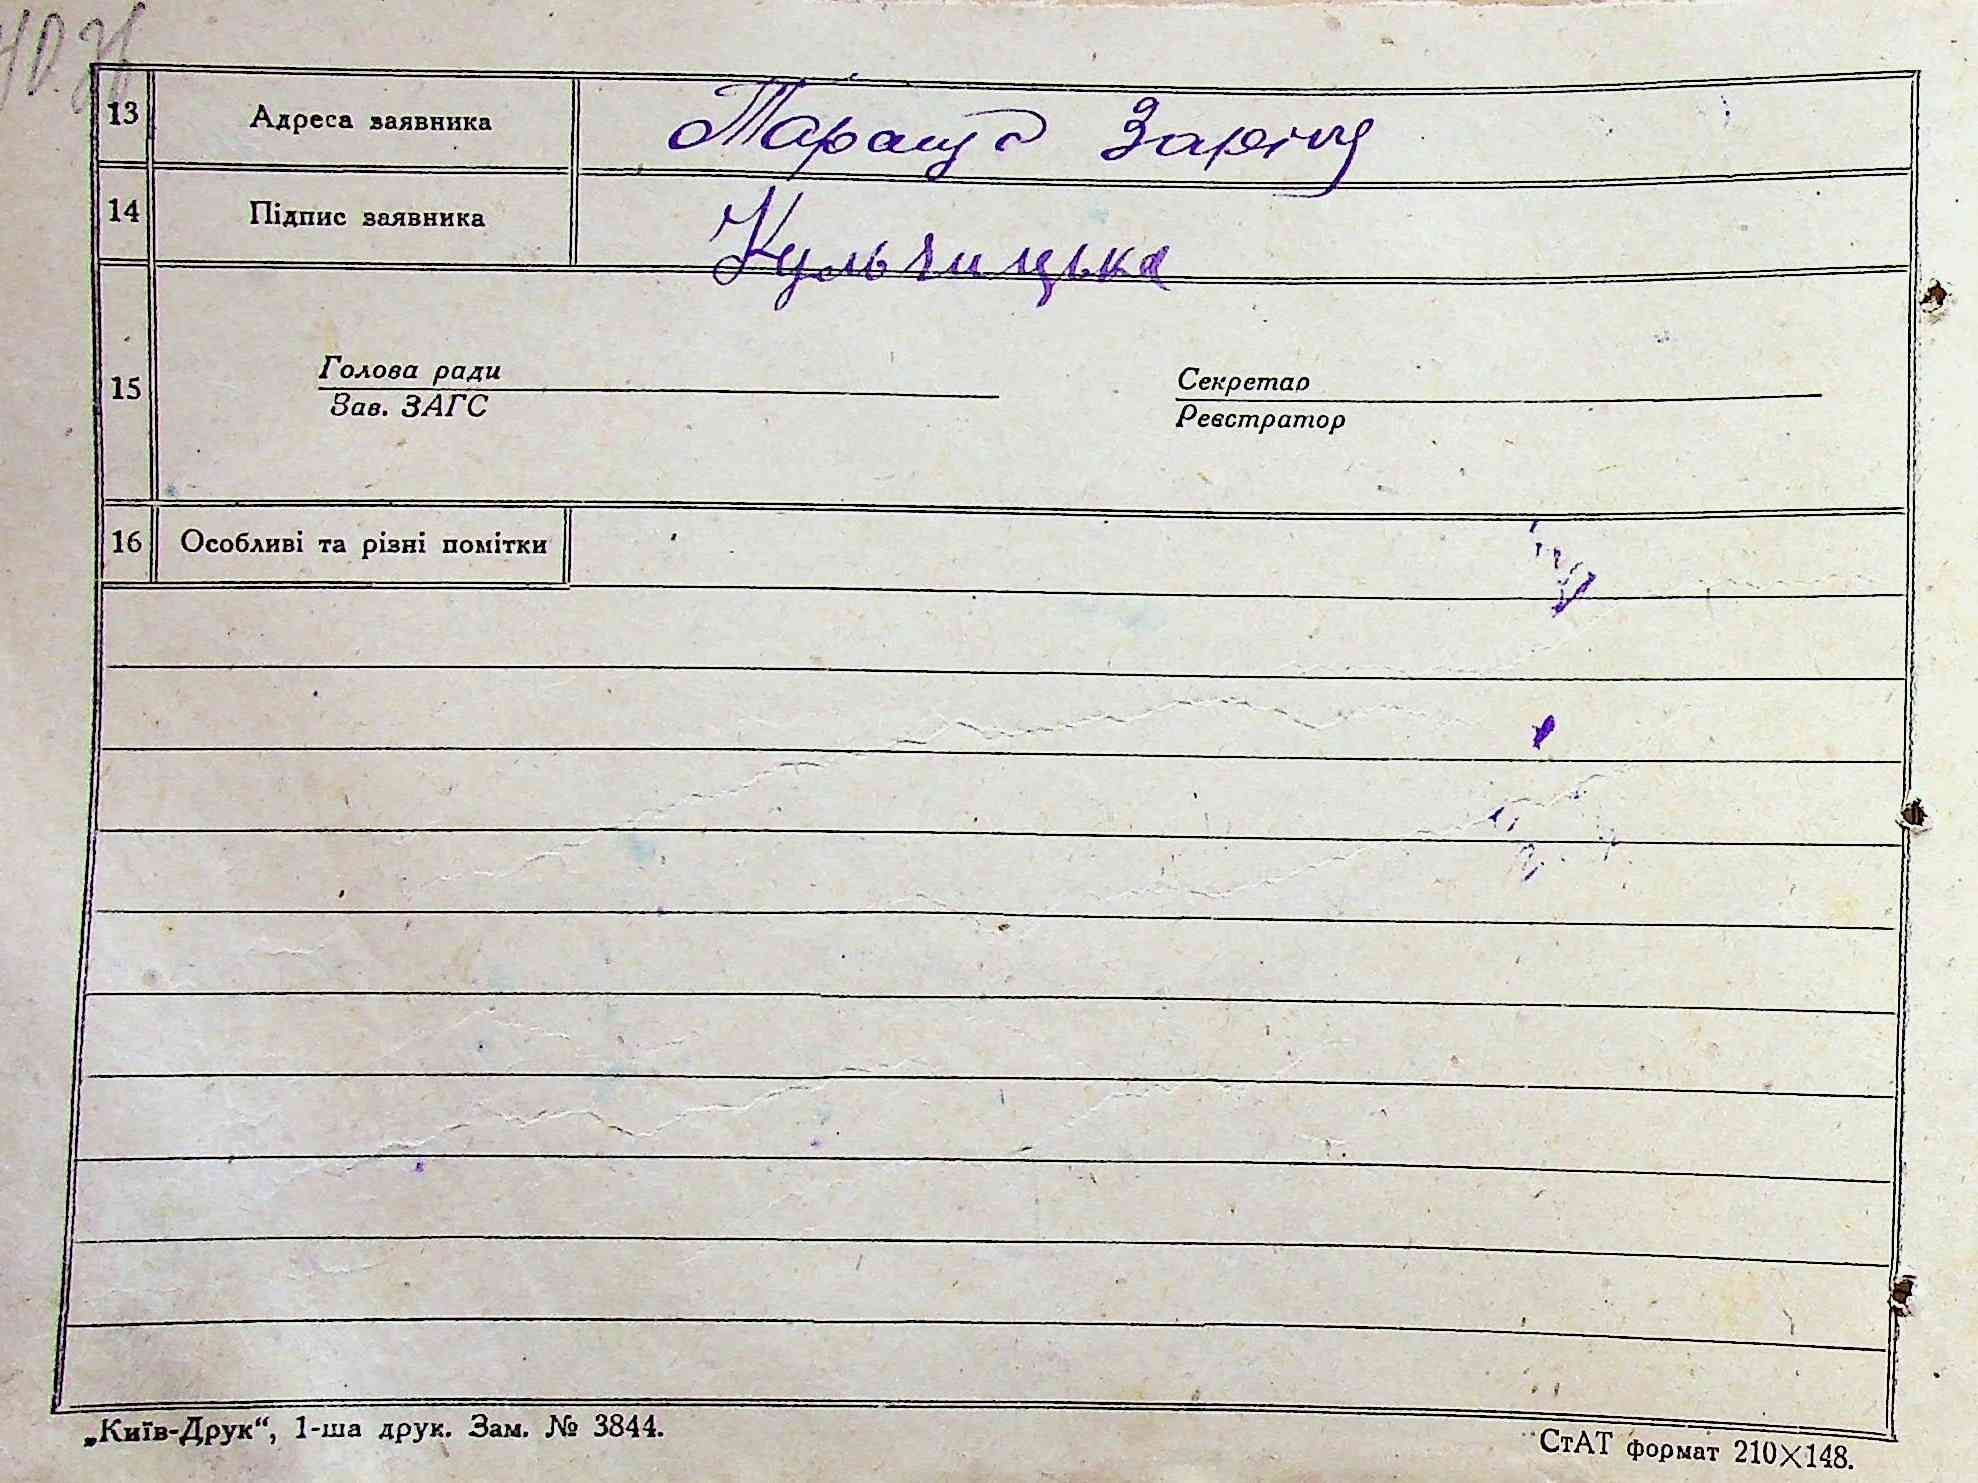 13 Адреса заявника Тараща Заріча
14 Підпис заявника Кульчицька
15
Голова ради Секретар
Зав. ЗАГС Реєстратор
16 Особливі та різні помітки
„Київ-Друк“, 1-ша друк. Зам. № 3844. СтАТ формат 210×148.